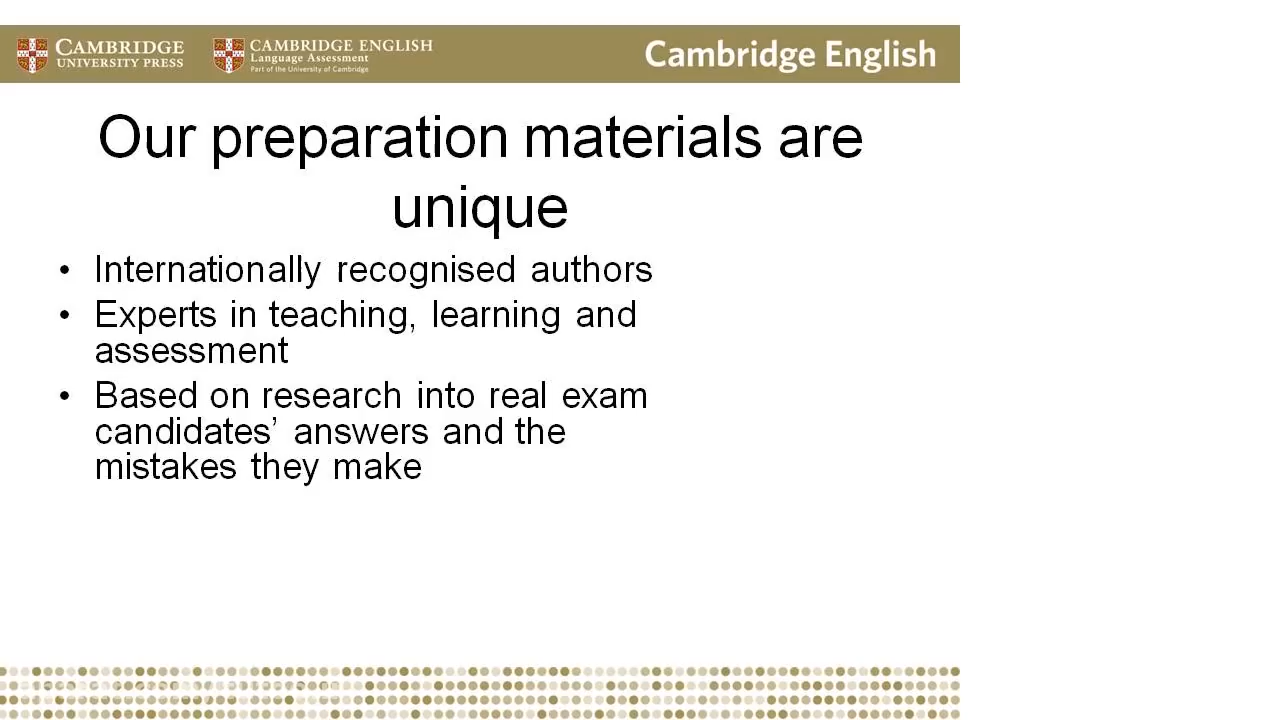 CAMBRIDGE
UNIVERSITY PRESS
CAMBRIDGE ENGLISH
Language Assessment
Part of the University of Cambridge
Cambridge English
Our preparation materials are
unique
• Internationally recognised authors
• Experts in teaching, learning and
assessment
• Based on research into real exam
candidates’ answers and the
mistakes they make